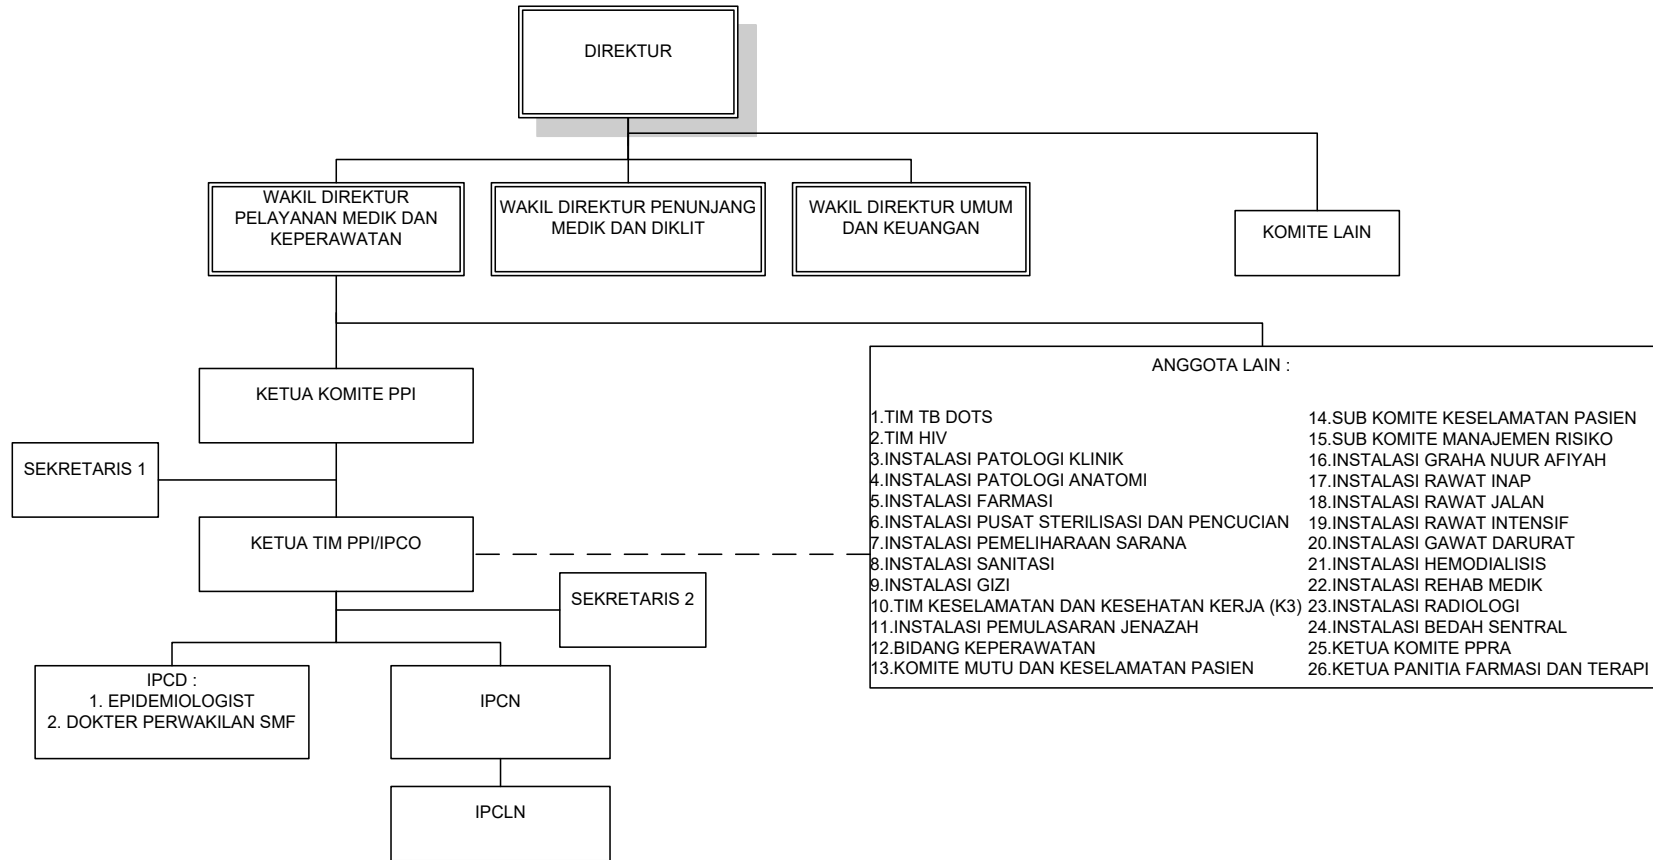 DIREKTUR
WAKIL DIREKTUR
PELAYANAN MEDIK DAN
KEPERAWATAN
WAKIL DIREKTUR PENUNJANG
MEDIK DAN DIKLIT
WAKIL DIREKTUR UMUM
DAN KEUANGAN
KOMITE LAIN
KETUA KOMITE PPI
SEKRETARIS 1
KETUA TIM PPI/IPCO
SEKRETARIS 2
IPCD :
1. EPIDEMIOLOGIST
2. DOKTER PERWAKILAN SMF
IPCN
IPCLN
ANGGOTA LAIN :
1.TIM TB DOTS
2.TIM HIV
3.INSTALASI PATOLOGI KLINIK
4.INSTALASI PATOLOGI ANATOMI
5.INSTALASI FARMASI
6.INSTALASI PUSAT STERILISASI DAN PENCUCIAN
7.INSTALASI PEMELIHARAAN SARANA
8.INSTALASI SANITASI
9.INSTALASI GIZI
10.TIM KESELAMATAN DAN KESEHATAN KERJA (K3)
11.INSTALASI PEMULASARAN JENAZAH
12.BIDANG KEPERAWATAN
13.KOMITE MUTU DAN KESELAMATAN PASIEN
14.SUB KOMITE KESELAMATAN PASIEN
15.SUB KOMITE MANAJEMEN RISIKO
16.INSTALASI GRAHA NUUR AFIYAH
17.INSTALASI RAWAT INAP
18.INSTALASI RAWAT JALAN
19.INSTALASI RAWAT INTENSIF
20.INSTALASI GAWAT DARURAT
21.INSTALASI HEMODIALISIS
22.INSTALASI REHAB MEDIK
23.INSTALASI RADIOLOGI
24.INSTALASI BEDAH SENTRAL
25.KETUA KOMITE PPRA
26.KETUA PANITIA FARMASI DAN TERAPI